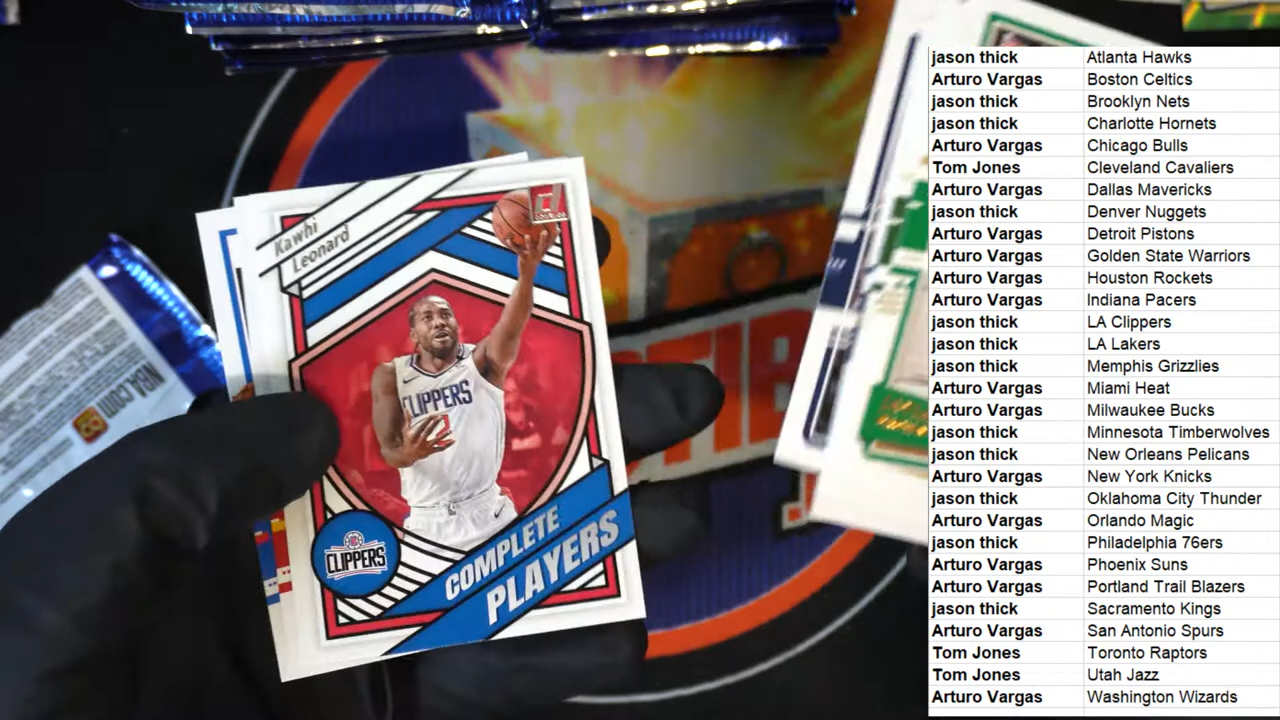 Kawhi
Leonard
CLIPPERS
CLIPPERS
COMPLETE
PLAYERS
NBA.com
jason thick Atlanta Hawks
Arturo Vargas Boston Celtics
jason thick Brooklyn Nets
jason thick Charlotte Hornets
Arturo Vargas Chicago Bulls
Tom Jones Cleveland Cavaliers
Arturo Vargas Dallas Mavericks
jason thick Denver Nuggets
Arturo Vargas Detroit Pistons
Arturo Vargas Golden State Warriors
Arturo Vargas Houston Rockets
Arturo Vargas Indiana Pacers
jason thick LA Clippers
jason thick LA Lakers
jason thick Memphis Grizzlies
Arturo Vargas Miami Heat
Arturo Vargas Milwaukee Bucks
jason thick Minnesota Timberwolves
jason thick New Orleans Pelicans
Arturo Vargas New York Knicks
jason thick Oklahoma City Thunder
Arturo Vargas Orlando Magic
jason thick Philadelphia 76ers
Arturo Vargas Phoenix Suns
Arturo Vargas Portland Trail Blazers
jason thick Sacramento Kings
Arturo Vargas San Antonio Spurs
Tom Jones Toronto Raptors
Tom Jones Utah Jazz
Arturo Vargas Washington Wizards